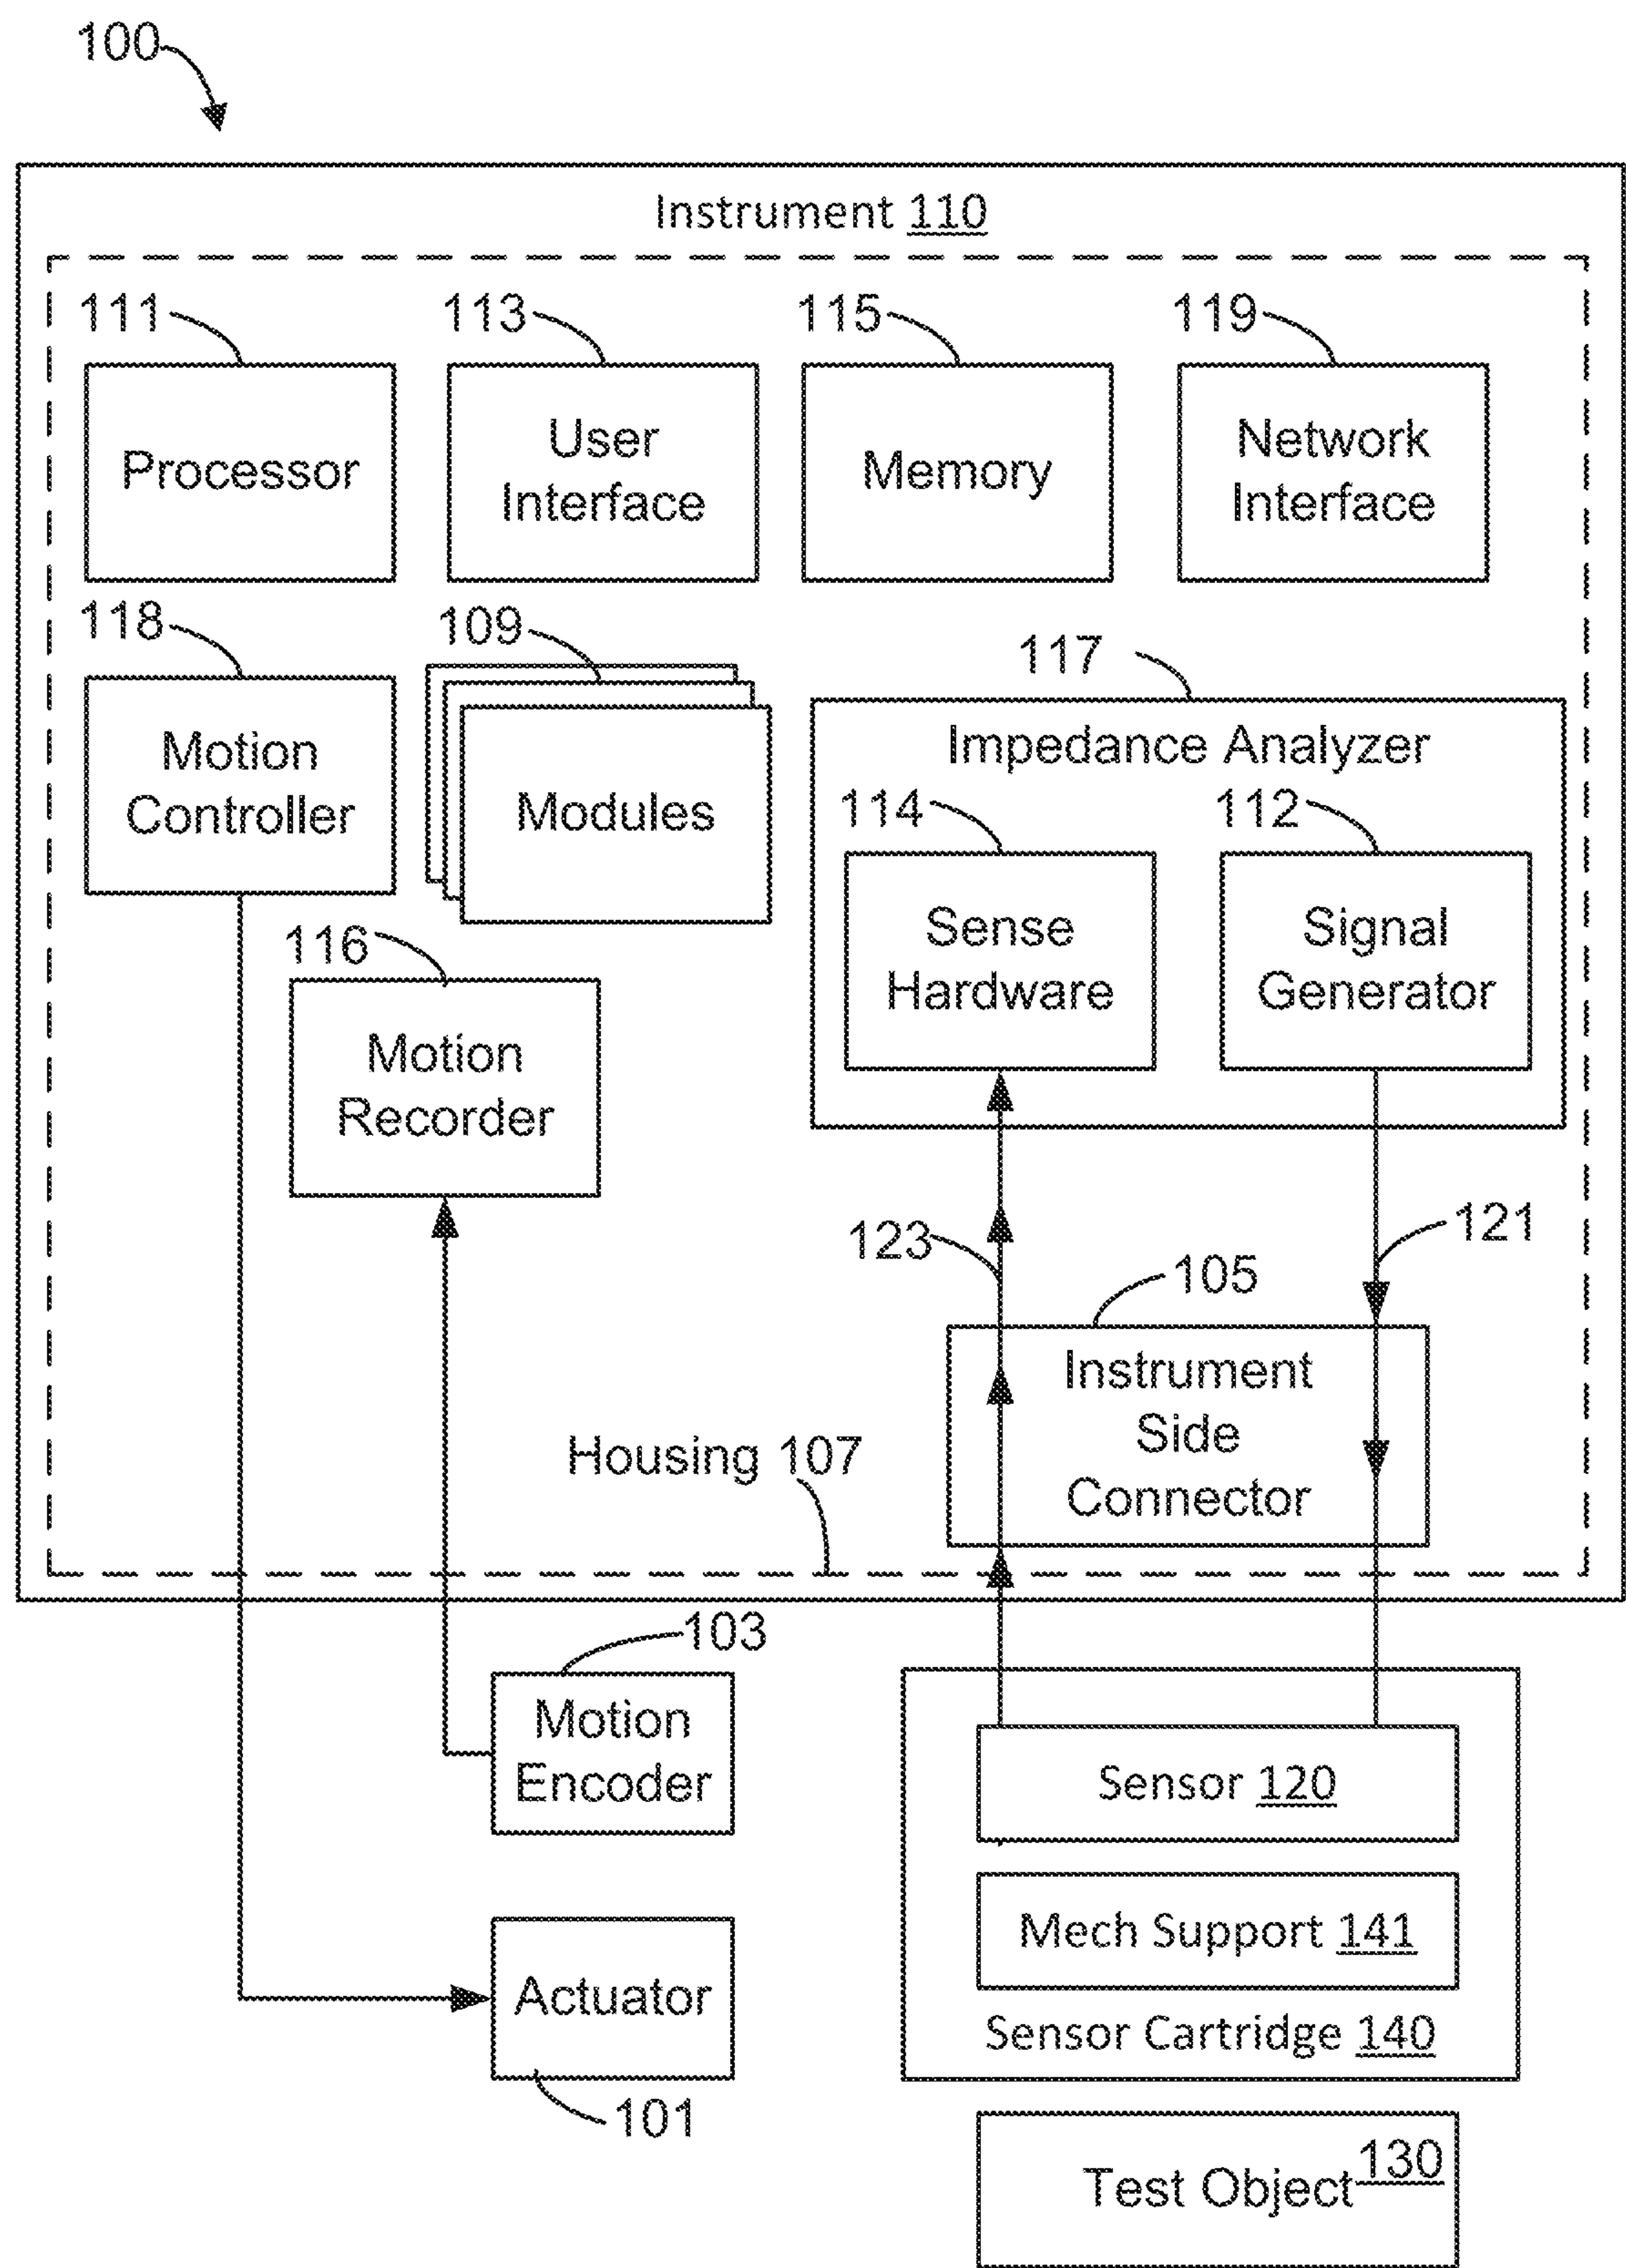 100
Instrument 110
111
113
115
119
Processor
User
Interface
Memory
Network
Interface
118
109
117
Motion
Controller
Modules
Impedance Analyzer
114
112
Sense
Hardware
Signal
Generator
116
Motion
Recorder
123
121
105
Instrument
Side
Connector
Housing 107
103
Motion
Encoder
Sensor 120
Mech Support 141
Sensor Cartridge 140
Actuator
101
130
Test Object